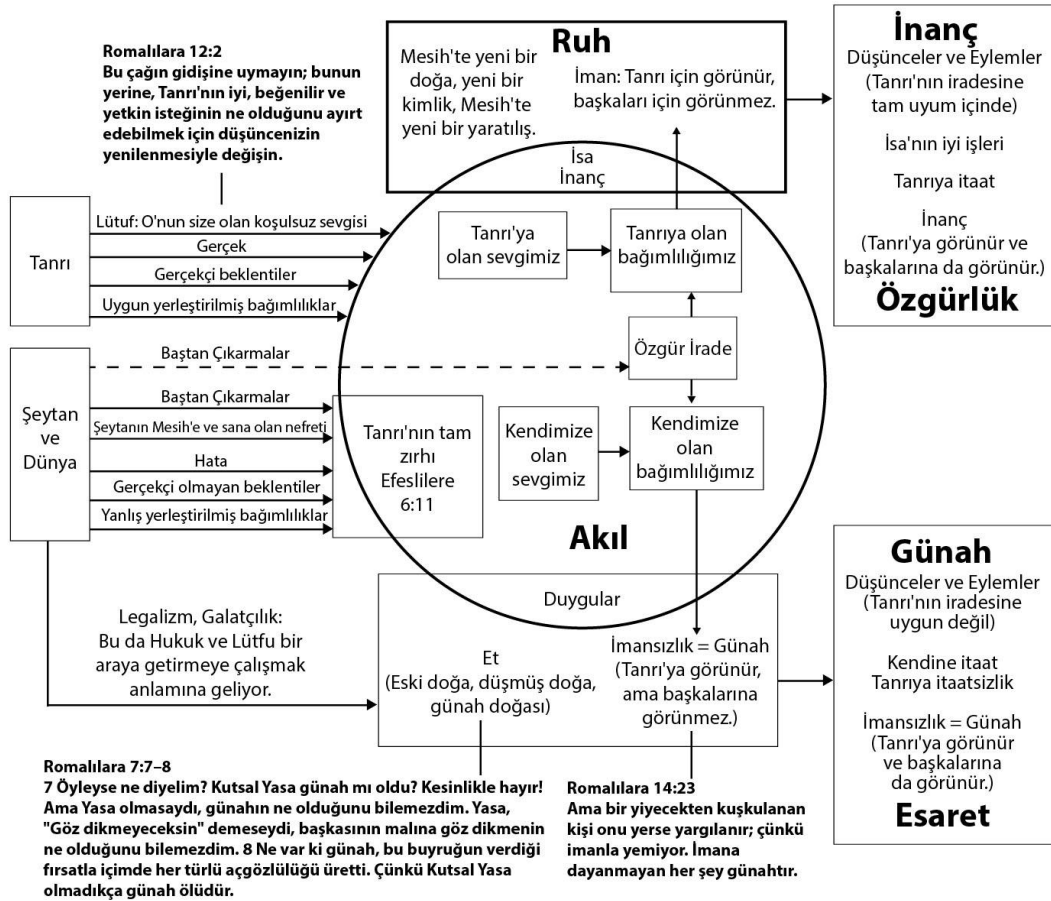 Romalılara 12:2
Bu çağın gidişine uymayın; bunun
yerine, Tanrı'nın iyi, beğenilir ve
yetkin isteğinin ne olduğunu ayırt
edebilmek için düşüncenizin
yenilenmesiyle değişin.
Ruh
Mesih'te yeni bir
doğa, yeni bir
kimlik, Mesih'te
yeni bir yaratılış.
İman: Tanrı için görünür,
başkaları için görünmez.
İsa
İnanç
İnanç
Düşünceler ve Eylemler
(Tanrı'nın iradesine
tam uyum içinde)
İsa'nın iyi işleri
Tanrıya itaat
İnanç
(Tanrı'ya görünür ve
başkalarına da görünür.)
Özgürlük
Tanrı
Lütuf: O'nun size olan koşulsuz sevgisi
Gerçek
Gerçekçi beklentiler
Uygun yerleştirilmiş bağımlılıklar
Tanrı'ya
olan sevgimiz
Tanrıya olan
bağımlılığımız
Özgür İrade
Şeytan
ve
Dünya
Baştan Çıkarmalar
Baştan Çıkarmalar
Şeytanın Mesih'e ve sana olan nefreti
Hata
Gerçekçi olmayan beklentiler
Yanlış yerleştirilmiş bağımlılıklar
Tanrı'nın tam
zırhı
Efeslilere
6:11
Kendimize
olan
sevgimiz
Kendimize
olan
bağımlılığımız
Akıl
Legalizm, Galatçılık:
Bu da Hukuk ve Lütfu bir
araya getirmeye çalışmak
anlamına geliyor.
Duygular
Et
(Eski doğa, düşmüş doğa,
günah doğası)
İmansızlık = Günah
(Tanrı'ya görünür,
ama başkalarına
görünmez.)
Günah
Düşünceler ve Eylemler
(Tanrı'nın iradesine
uygun değil)
Kendine itaat
Tanrıya itaatsizlik
İmansızlık = Günah
(Tanrı'ya görünür
ve başkalarına
da görünür.)
Esaret
Romalılara 7:7–8
7 Öyleyse ne diyelim? Kutsal Yasa günah mı oldu? Kesinlikle hayır!
Ama Yasa olmasaydı, günahın ne olduğunu bilemezdim. Yasa,
"Göz dikmeyeceksin" demeseydi, başkasının malına göz dikmenin
ne olduğunu bilemezdim. 8 Ne var ki günah, bu buyruğun verdiği
fırsatla içimde her türlü açgözlülüğü üretti. Çünkü Kutsal Yasa
olmadıkça günah ölüdür.
Romalılara 14:23
Ama bir yiyecekten kuşkulanan
kişi onu yerse yargılanır; çünkü
imanla yemiyor. İmana
dayanmayan her şey günahtır.